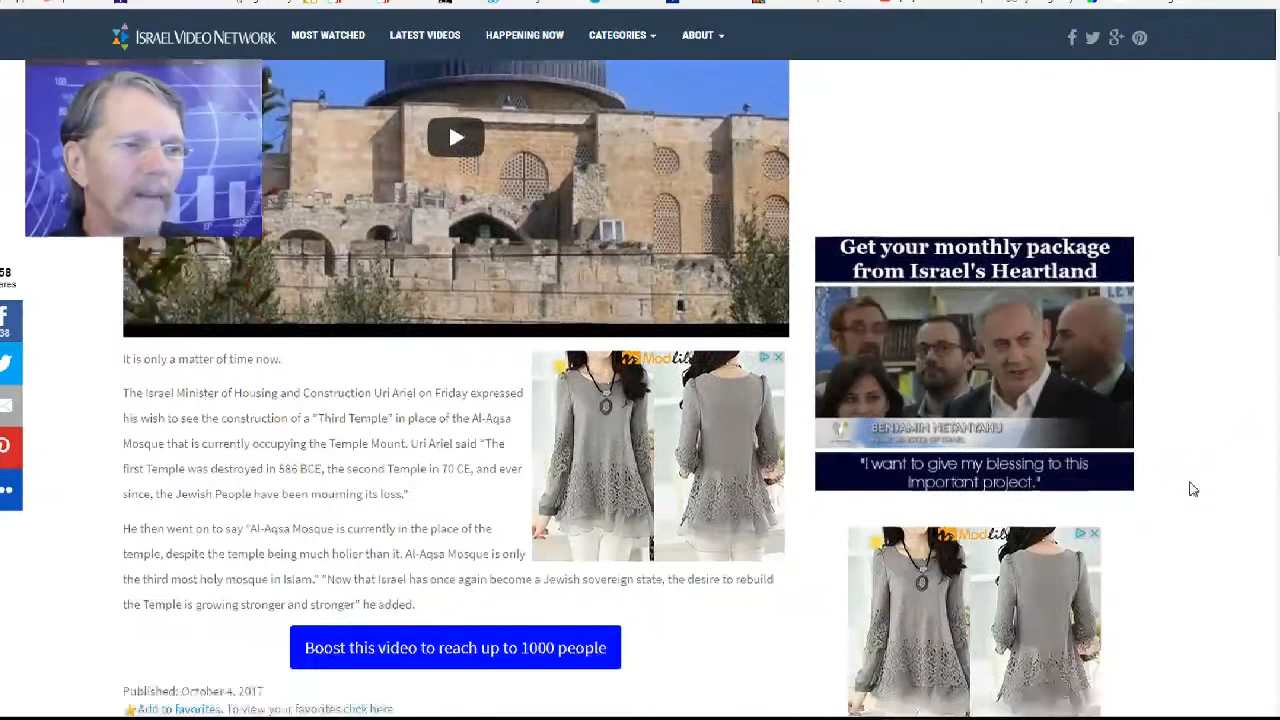 ISRAEL VIDEO NETWORK
MOST WATCHED
LATEST VIDEOS
HAPPENING NOW
CATEGORIES
ABOUT
58
38
Get your monthly package
from Israel's Heartland
BENJAMIN NETANYAHU
PRIME MINISTER OF ISRAEL
"I want to give my blessing to this
important project."
It is only a matter of time now.
The Israel Minister of Housing and Construction Uri Ariel on Friday expressed
his wish to see the construction of a "Third Temple" in place of the Al-Aqsa
Mosque that is currently occupying the Temple Mount. Uri Ariel said "The
first Temple was destroyed in 586 BCE, the second Temple in 70 CE, and ever
since, the Jewish People have been mourning its loss."
He then went on to say "Al-Aqsa Mosque is currently in the place of the
temple, despite the temple being much holier than it. Al-Aqsa Mosque is only
the third most holy mosque in Islam." "Now that Israel has once again become a Jewish sovereign state, the desire to rebuild
the Temple is growing stronger and stronger" he added.
Boost this video to reach up to 1000 people
Published: October 4, 2017
Add to favorites. To view your favorites click here